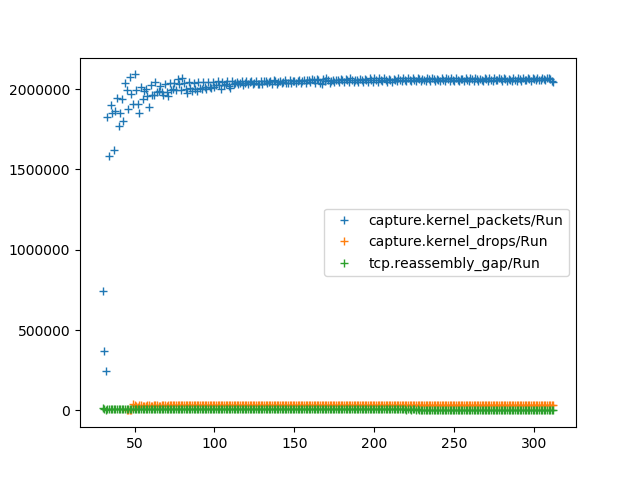 2000000
1500000
1000000
500000
0
capture.kernel_packets/Run
capture.kernel_drops/Run
tcp.reassembly_gap/Run
50 100 150 200 250 300